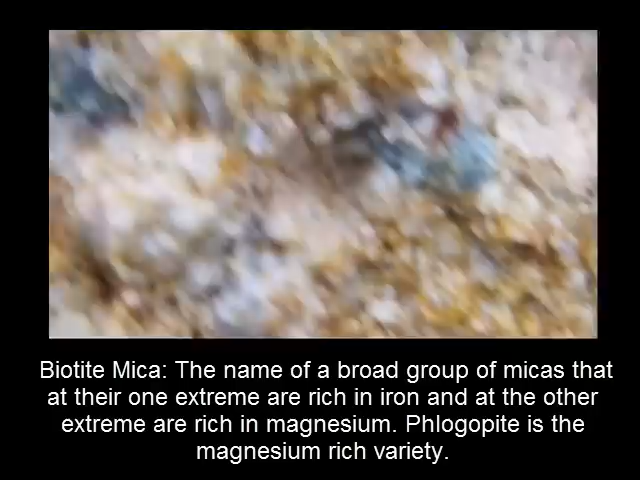 Biotite Mica: The name of a broad group of micas that
at their one extreme are rich in iron and at the other
extreme are rich in magnesium. Phlogopite is the
magnesium rich variety.